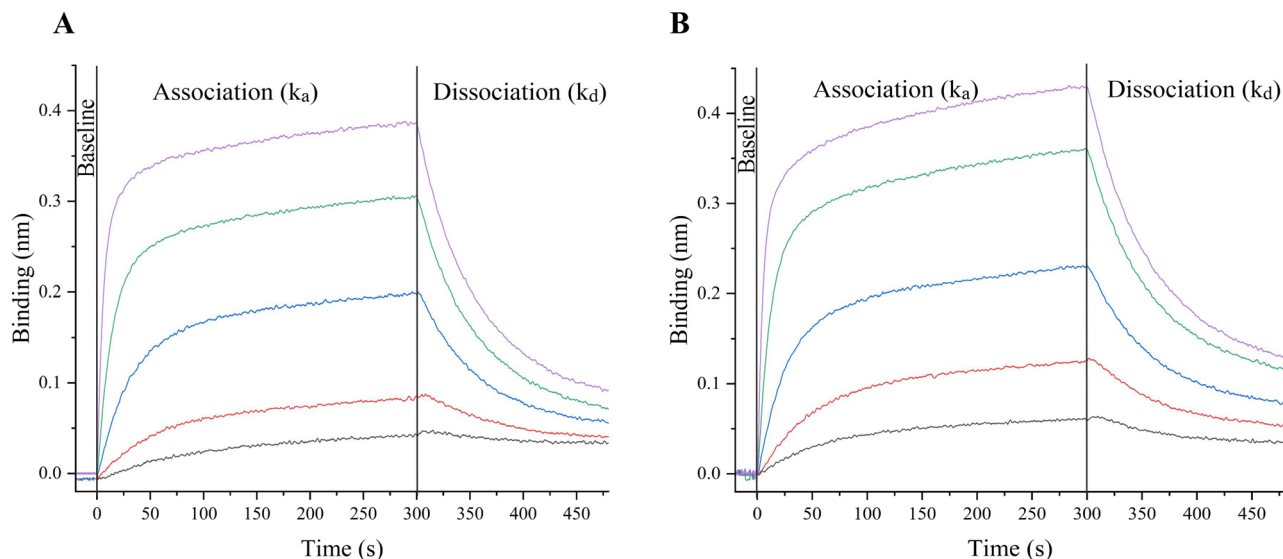 A
Baseline
Association (kₐ)
Dissociation (k_d)
Binding (nm)
0.4
0.3
0.2
0.1
0.0
0 50 100 150 200 250 300 350 400 450
Time (s)
B
Baseline
Association (kₐ)
Dissociation (k_d)
Binding (nm)
0.4
0.3
0.2
0.1
0.0
0 50 100 150 200 250 300 350 400 450
Time (s)